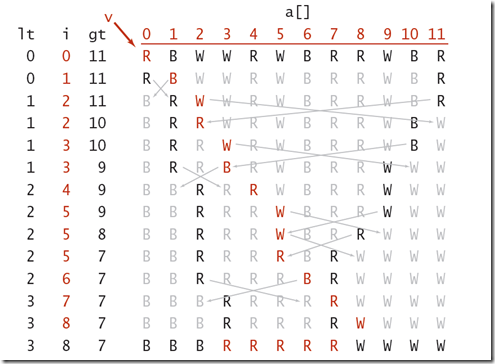 a[]
v
lt i gt 0 1 2 3 4 5 6 7 8 9 10 11
0 0 11 R B W W R W B R R W B R
0 1 11 R B W W R W B R R W B R
1 2 11 B R W W R W B R R W B R
1 2 10 B R R W R W B R R W B W
1 3 10 B R R W R W B R R W B W
1 3 9 B R R B R W B R R W W W
2 4 9 B B R R R W B R R W W W
2 5 9 B B R R R W B R R W W W
2 5 8 B B R R R W B R R W W W
2 5 7 B B R R R R B R W W W W
2 6 7 B B R R R R B R W W W W
3 7 7 B B B R R R R R W W W W
3 8 7 B B B R R R R R W W W W
3 8 7 B B B R R R R R W W W W